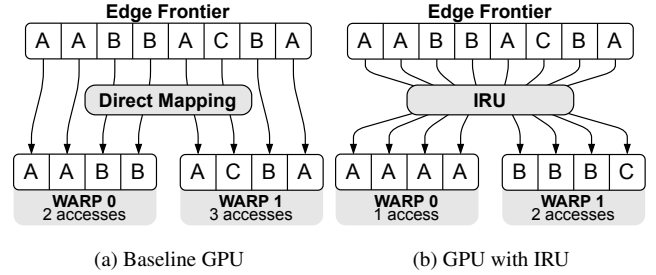 Edge Frontier
A A B B A C B A
Direct Mapping
A A B B
A C B A
WARP 0
2 accesses
WARP 1
3 accesses
(a) Baseline GPU
Edge Frontier
A A B B A C B A
IRU
A A A A
B B B C
WARP 0
1 access
WARP 1
2 accesses
(b) GPU with IRU